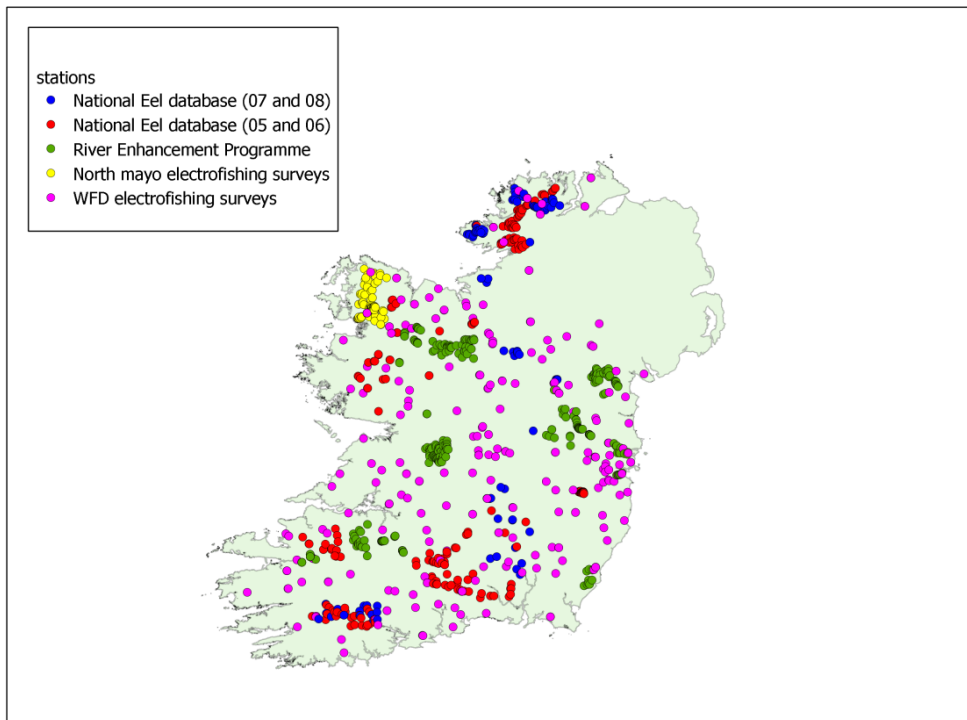 stations
National Eel database (07 and 08)
National Eel database (05 and 06)
River Enhancement Programme
North mayo electrofishing surveys
WFD electrofishing surveys